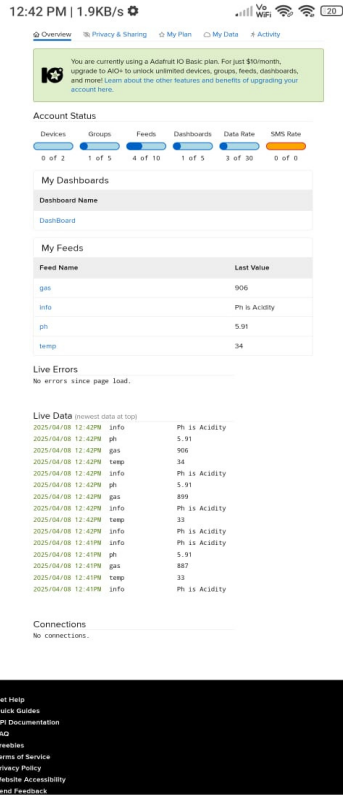 12:42 PM | 1.9KB/s
Vo WiFi
20
Overview Privacy & Sharing My Plan My Data Activity
You are currently using a Adafruit IO Basic plan. For just $10/month,
upgrade to AIO+ to unlock unlimited devices, groups, feeds, dashboards,
and more! Learn about the other features and benefits of upgrading your
account here.
Account Status
Devices Groups Feeds Dashboards Data Rate SMS Rate
0 of 2 1 of 5 4 of 10 1 of 5 3 of 30 0 of 0
My Dashboards
Dashboard Name
DashBoard
My Feeds
Feed Name Last Value
gas 906
info Ph is Acidity
ph 5.91
temp 34
Live Errors
No errors since page load.
Live Data (newest data at top)
2025/04/08 12:42PM info Ph is Acidity
2025/04/08 12:42PM ph 5.91
2025/04/08 12:42PM gas 906
2025/04/08 12:42PM temp 34
2025/04/08 12:42PM info Ph is Acidity
2025/04/08 12:42PM ph 5.91
2025/04/08 12:42PM gas 899
2025/04/08 12:42PM info Ph is Acidity
2025/04/08 12:42PM temp 33
2025/04/08 12:42PM info Ph is Acidity
2025/04/08 12:41PM info Ph is Acidity
2025/04/08 12:41PM ph 5.91
2025/04/08 12:41PM gas 887
2025/04/08 12:41PM temp 33
2025/04/08 12:41PM info Ph is Acidity
Connections
No connections.
et Help
uick Guides
PI Documentation
AQ
reebies
erms of Service
rivacy Policy
ebsite Accessibility
end Feedback